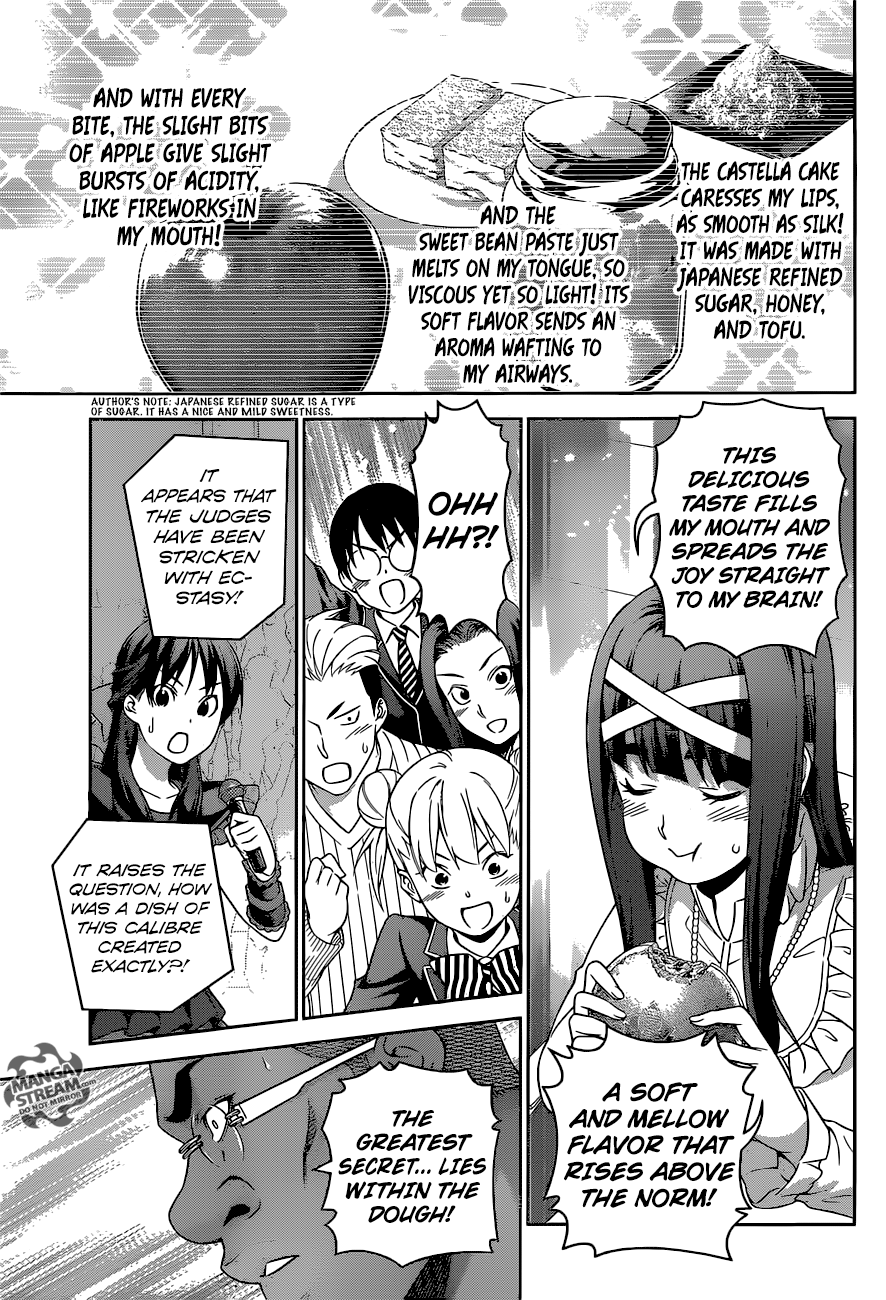 THE CASTELLA CAKE
CARESSES MY LIPS,
AS SMOOTH AS SILK!
IT WAS MADE WITH
JAPANESE REFINED
SUGAR, HONEY,
AND TOFU.
AND THE
SWEET BEAN PASTE JUST
MELTS ON MY TONGUE, SO
VISCOUS YET SO LIGHT! ITS
SOFT FLAVOR SENDS AN
AROMA WAFTING TO
MY AIRWAYS.
AND WITH EVERY
BITE, THE SLIGHT BITS
OF APPLE GIVE SLIGHT
BURSTS OF ACIDITY,
LIKE FIREWORKS IN
MY MOUTH!
AUTHOR'S NOTE: JAPANESE REFINED SUGAR IS A TYPE
OF SUGAR. IT HAS A NICE AND MILD SWEETNESS.
THIS
DELICIOUS
TASTE FILLS
MY MOUTH AND
SPREADS THE
JOY STRAIGHT
TO MY BRAIN!
A SOFT
AND MELLOW
FLAVOR THAT
RISES ABOVE
THE NORM!
OHH
HH?!
IT
APPEARS THAT
THE JUDGES
HAVE BEEN
STRICKEN
WITH EC-
STASY!
IT RAISES THE
QUESTION, HOW
WAS A DISH OF
THIS CALIBRE
CREATED
EXACTLY?!
THE
GREATEST
SECRET... LIES
WITHIN THE
DOUGH!
MANGA
STREAM.com
DO NOT MIRROR!